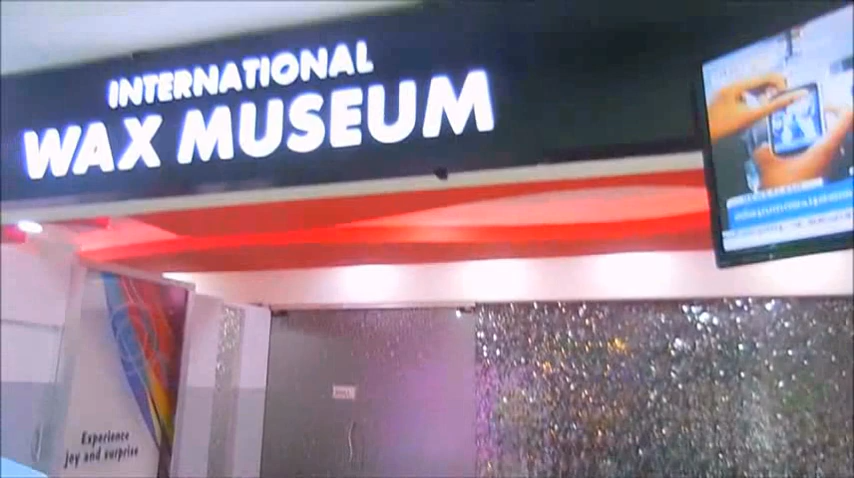 INTERNATIONAL
WAX MUSEUM
Experience
joy and surprise